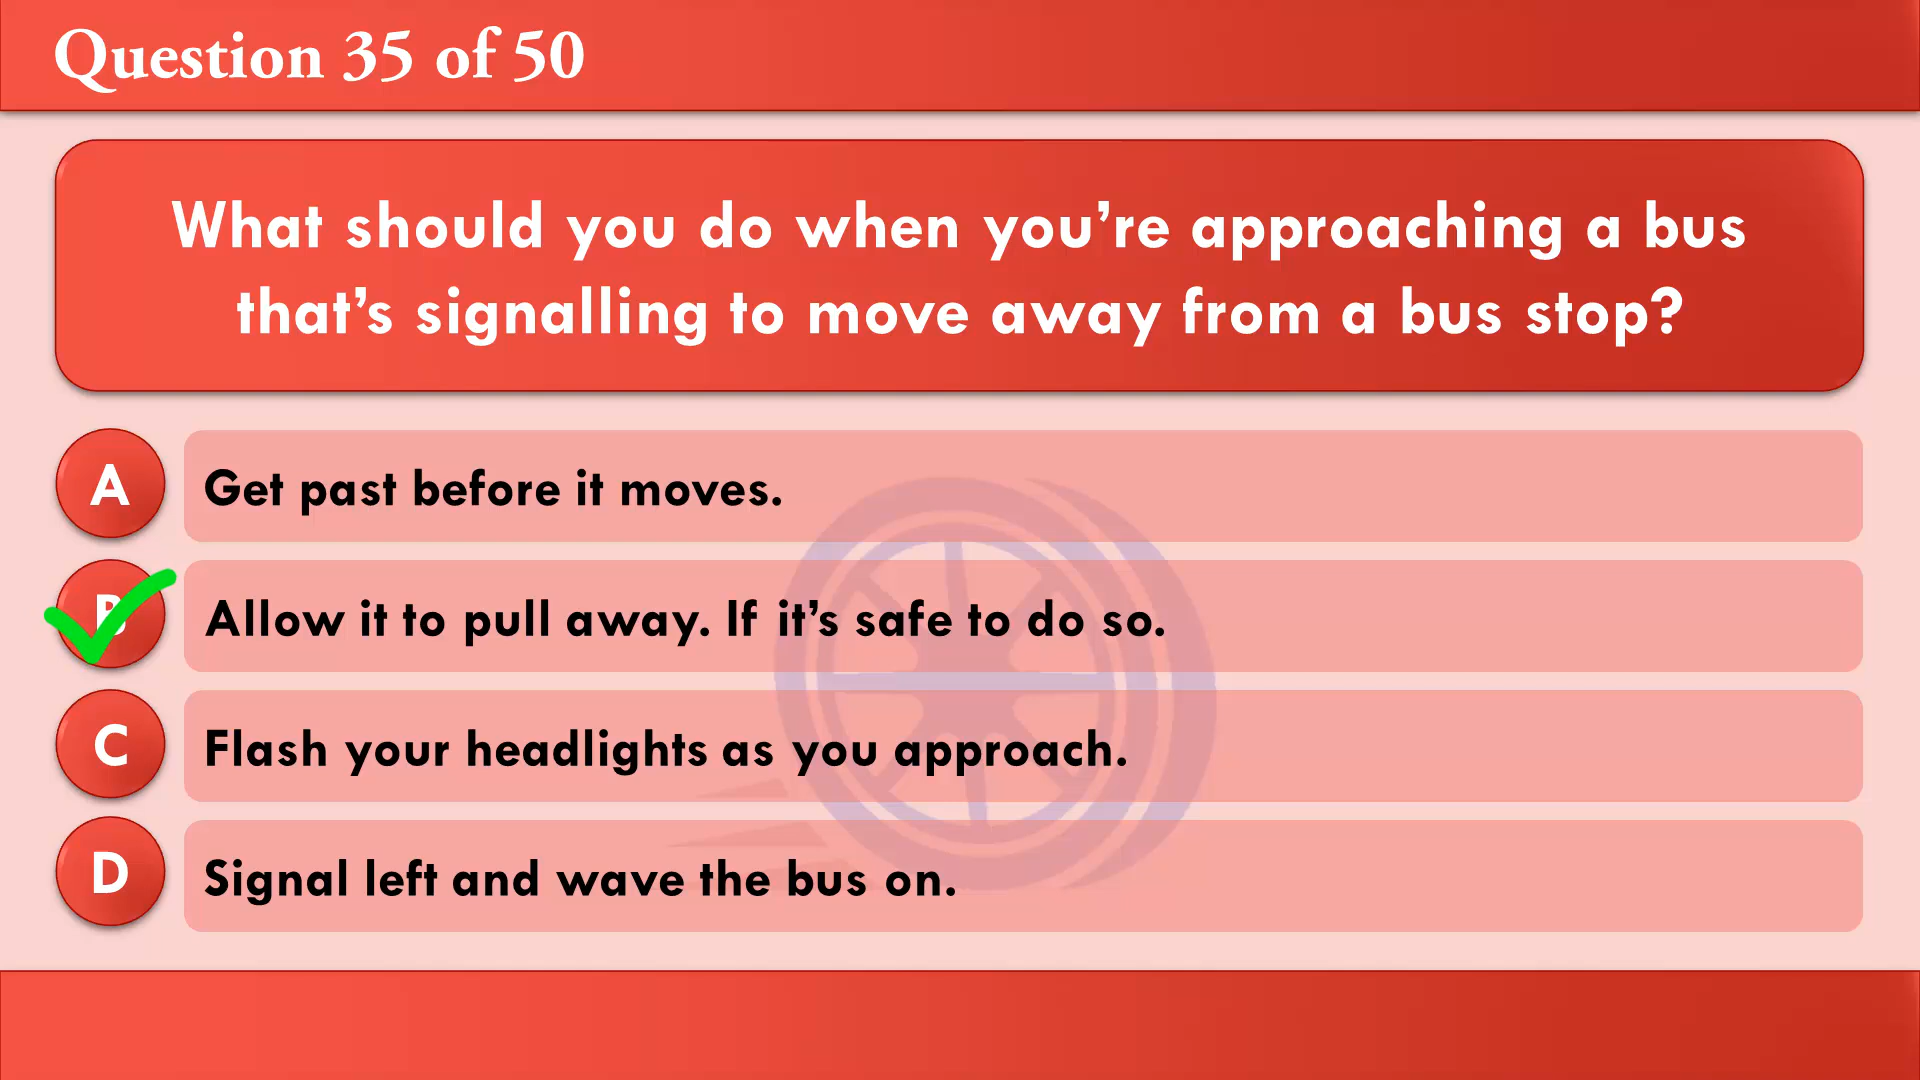 Question 35 of 50
What should you do when you're approaching a bus
that's signalling to move away from a bus stop?
A
Get past before it moves.
B
Allow it to pull away. If it's safe to do so.
C
Flash your headlights as you approach.
D
Signal left and wave the bus on.